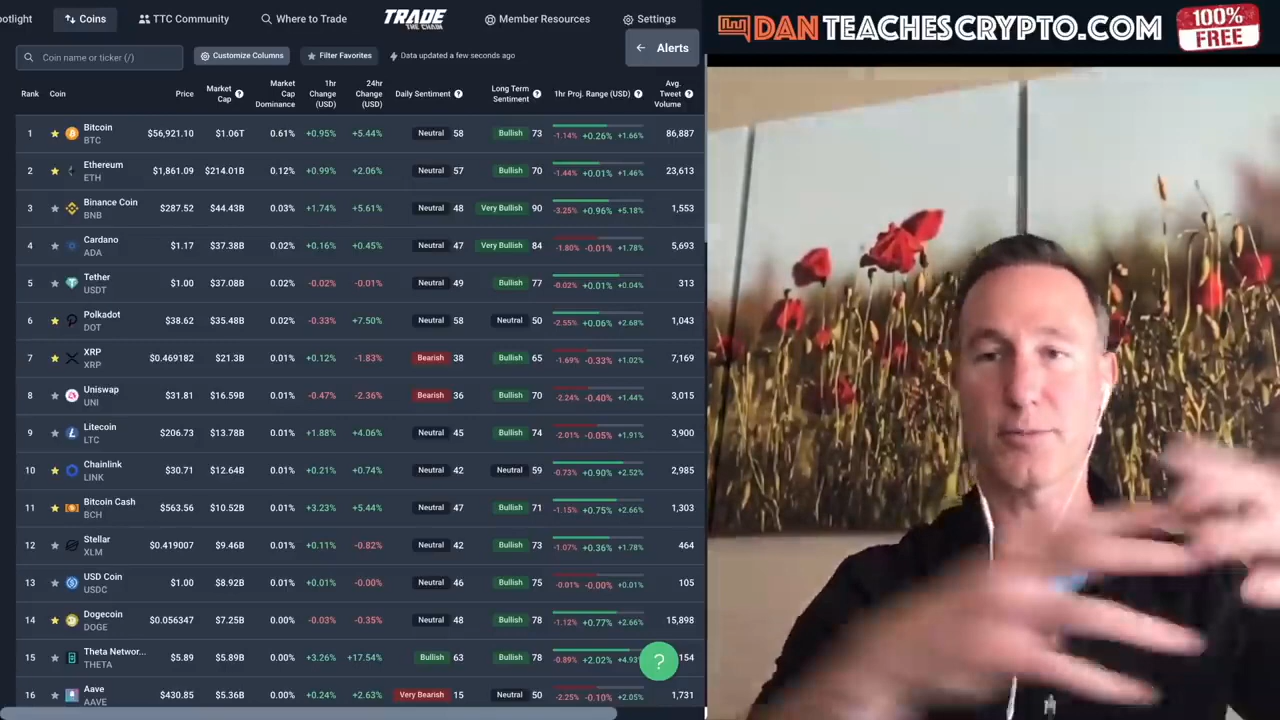 otlight
Coins
TTC Community
Where to Trade
TRADE
THE CHAIN
Member Resources
Settings
DANTEACHESCRYPTO.COM
100%
FREE
Coin name or ticker (/)
Customize Columns
Filter Favorites
Data updated a few seconds ago
Alerts
Rank Coin Price Market Cap ? Market Cap Dominance 1hr Change (USD) 24hr Change (USD) Daily Sentiment ? Long Term Sentiment ? 1hr Proj. Range (USD) ? Avg. Tweet Volume ?
1 Bitcoin BTC $56,921.10 $1.06T 0.61% +0.95% +5.44% Neutral 58 Bullish 73 -1.14% +0.26% +1.66% 86,887
2 Ethereum ETH $1,861.09 $214.01B 0.12% +0.99% +2.06% Neutral 57 Bullish 70 -1.44% +0.01% +1.46% 23,613
3 Binance Coin BNB $287.52 $44.43B 0.03% +1.74% +5.61% Neutral 48 Very Bullish 90 -3.25% +0.96% +5.18% 1,553
4 Cardano ADA $1.17 $37.38B 0.02% +0.16% +0.45% Neutral 47 Very Bullish 84 -1.80% -0.01% +1.78% 5,693
5 Tether USDT $1.00 $37.08B 0.02% -0.02% -0.01% Neutral 49 Bullish 77 -0.02% +0.01% +0.04% 313
6 Polkadot DOT $38.62 $35.48B 0.02% -0.33% +7.50% Neutral 58 Neutral 50 -2.55% +0.06% +2.68% 1,043
7 XRP XRP $0.469182 $21.3B 0.01% +0.12% -1.83% Bearish 38 Bullish 65 -1.69% -0.33% +1.02% 7,169
8 Uniswap UNI $31.81 $16.59B 0.01% -0.47% -2.36% Bearish 36 Bullish 70 -2.24% -0.40% +1.44% 3,015
9 Litecoin LTC $206.73 $13.78B 0.01% +1.88% +4.06% Neutral 45 Bullish 74 -2.01% -0.05% +1.91% 3,900
10 Chainlink LINK $30.71 $12.64B 0.01% +0.21% +0.74% Neutral 42 Neutral 59 -0.73% +0.90% +2.52% 2,985
11 Bitcoin Cash BCH $563.56 $10.52B 0.01% +3.23% +5.44% Neutral 47 Bullish 71 -1.15% +0.75% +2.66% 1,303
12 Stellar XLM $0.419007 $9.46B 0.01% +0.11% -0.82% Neutral 42 Bullish 73 -1.07% +0.36% +1.78% 464
13 USD Coin USDC $1.00 $8.92B 0.01% +0.01% -0.00% Neutral 46 Bullish 75 -0.01% -0.00% +0.01% 105
14 Dogecoin DOGE $0.056347 $7.25B 0.01% -0.03% -0.35% Neutral 48 Bullish 78 -1.12% +0.77% +2.66% 15,898
15 Theta Networ... THETA $5.89 $5.89B 0.00% +3.26% +17.54% Bullish 63 Bullish 78 -0.89% +2.02% +4.93 154
16 Aave AAVE $430.85 $5.36B 0.00% +0.24% +2.63% Very Bearish 15 Neutral 50 -2.25% -0.10% +2.05% 1,731
?